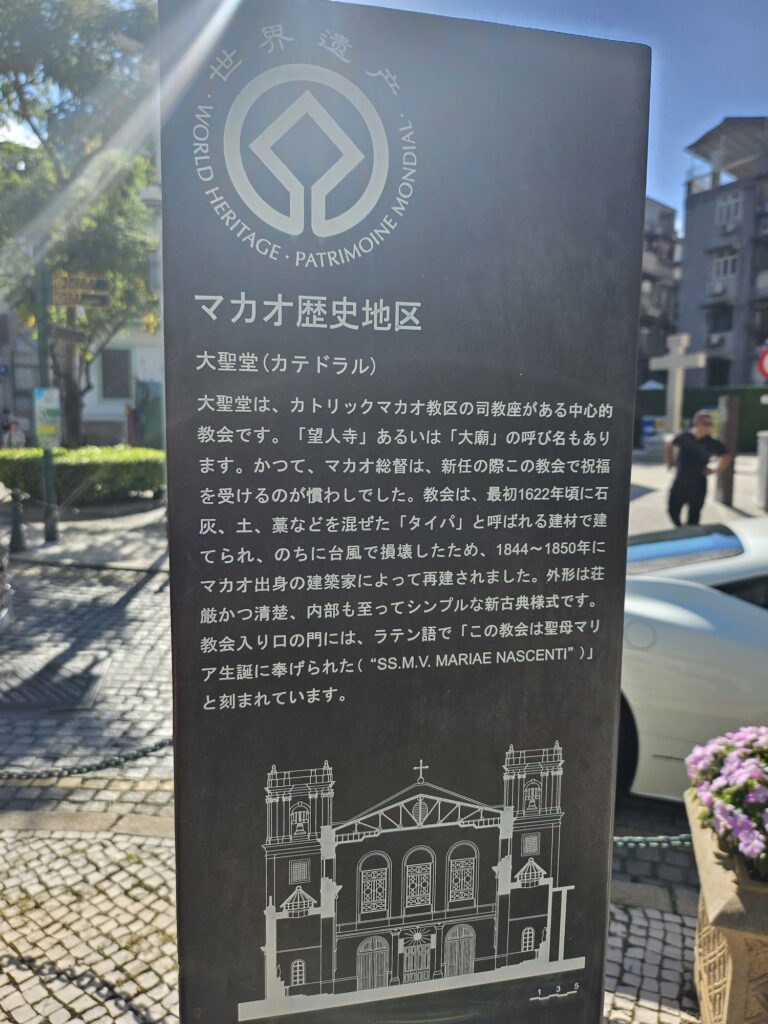 世界遗产
· WORLD HERITAGE · PATRIMOINE MONDIAL ·
マカオ歴史地区
大聖堂(カテドラル)
大聖堂は、カトリックマカオ教区の司教座がある中心的
教会です。「望人寺」あるいは「大廟」の呼び名もあり
ます。かつて、マカオ総督は、新任の際この教会で祝福
を受けるのが慣わしでした。教会は、最初1622年頃に石
灰、土、藁などを混ぜた「タイパ」と呼ばれる建材で建
てられ、のちに台風で損壊したため、1844～1850年に
マカオ出身の建築家によって再建されました。外形は荘
厳かつ清楚、内部も至ってシンプルな新古典様式です。
教会入り口の門には、ラテン語で「この教会は聖母マリ
ア生誕に奉げられた(“SS.M.V. MARIAE NASCENTI”)」
と刻まれています。
1 3 5